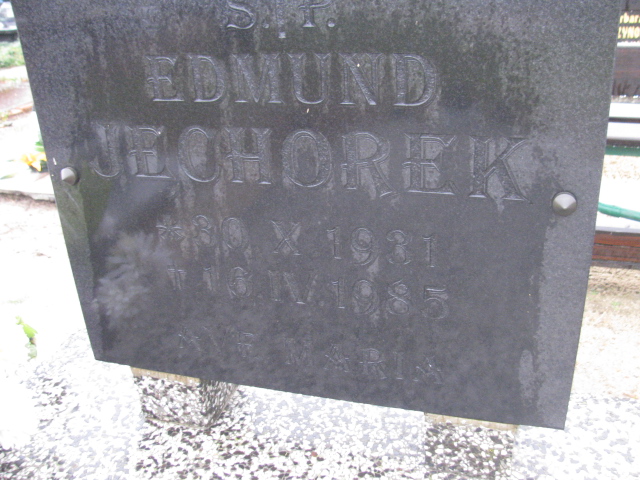 Ś.P.
EDMUND
JECHOREK
* 30 X 1931
16 IV 1985
AVE MARIA